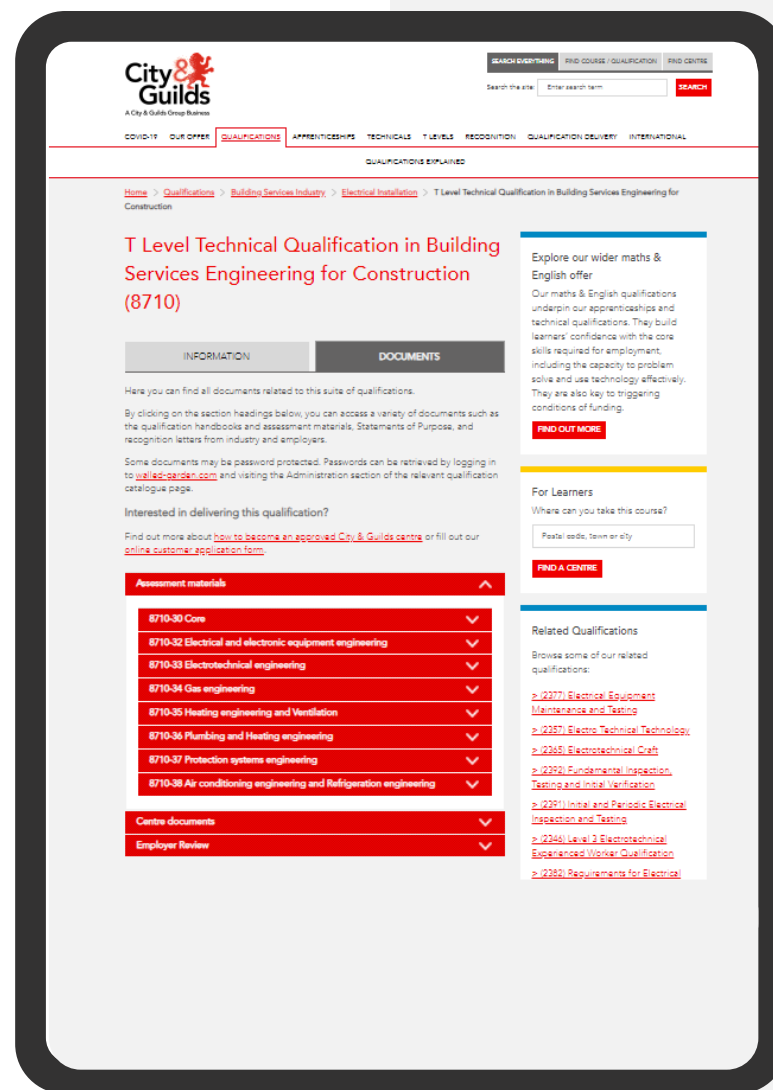 City&
Guilds
A City & Guilds Group Business
SEARCH EVERYTHING
FIND COURSE / QUALIFICATION
FIND CENTRE
Search the site:
Enter search term
SEARCH
COVID-19
OUR OFFER
QUALIFICATIONS
APPRENTICESHIPS
TECHNICALS
T LEVELS
RECOGNITION
QUALIFICATION DELIVERY
INTERNATIONAL
QUALIFICATIONS EXPLAINED
Home > Qualifications > Building Services Industry > Electrical Installation > T Level Technical Qualification in Building Services Engineering for
Construction
T Level Technical Qualification in Building
Services Engineering for Construction
(8710)
INFORMATION
DOCUMENTS
Here you can find all documents related to this suite of qualifications.
By clicking on the section headings below, you can access a variety of documents such as
the qualification handbooks and assessment materials, Statements of Purpose, and
recognition letters from industry and employers.
Some documents may be password protected. Passwords can be retrieved by logging in
to walled-garden.com and visiting the Administration section of the relevant qualification
catalogue page.
Interested in delivering this qualification?
Find out more about how to become an approved City & Guilds centre or fill out our
online customer application form.
Assessment materials
8710-30 Core
8710-32 Electrical and electronic equipment engineering
8710-33 Electrotechnical engineering
8710-34 Gas engineering
8710-35 Heating engineering and Ventilation
8710-36 Plumbing and Heating engineering
8710-37 Protection systems engineering
8710-38 Air conditioning engineering and Refrigeration engineering
Centre documents
Employer Review
Explore our wider maths &
English offer
Our maths & English qualifications
underpin our apprenticeships and
technical qualifications. They build
learners' confidence with the core
skills required for employment,
including the capacity to problem
solve and use technology effectively.
They are also key to triggering
conditions of funding.
FIND OUT MORE
For Learners
Where can you take this course?
Postal code, town or city
FIND A CENTRE
Related Qualifications
Browse some of our related
qualifications:
> (2377) Electrical Equipment
Maintenance and Testing
> (2357) Electro Technical Technology
> (2365) Electrotechnical Craft
> (2392) Fundamental Inspection,
Testing and Initial Verification
> (2391) Initial and Periodic Electrical
Inspection and Testing
> (2346) Level 3 Electrotechnical
Experienced Worker Qualification
> (2382) Requirements for Electrical